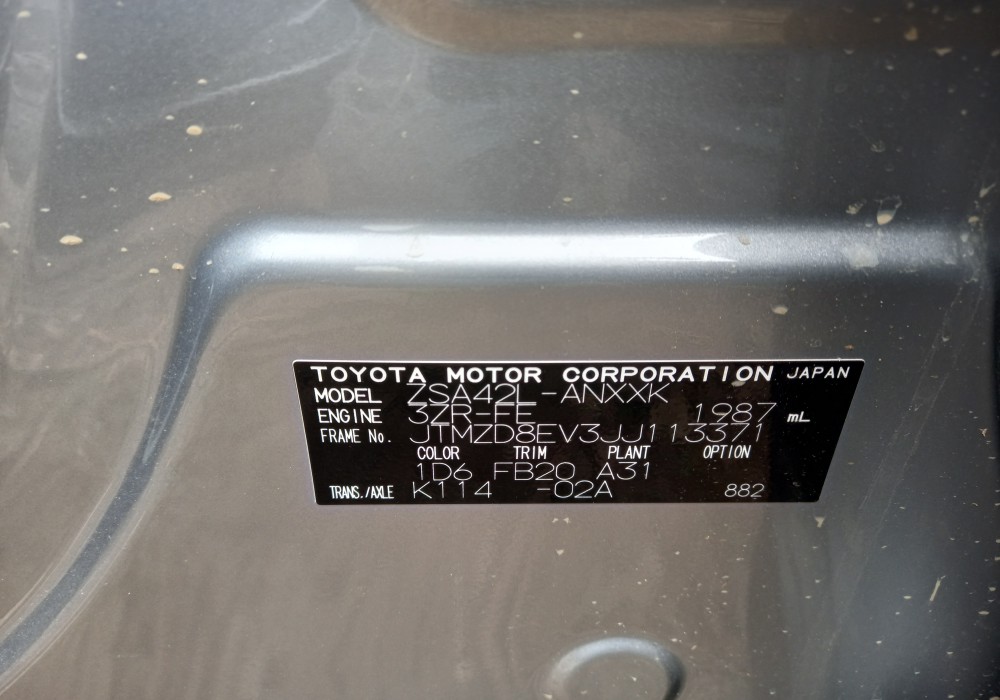 TOYOTA MOTOR CORPORATION JAPAN
MODEL ZSA42L-ANXXK
ENGINE 3ZR-FE 1987 mL
FRAME No. JTMZD8EV3JJ113371
COLOR TRIM PLANT OPTION
1D6 FB20 A31
TRANS./AXLE K114 -02A 882